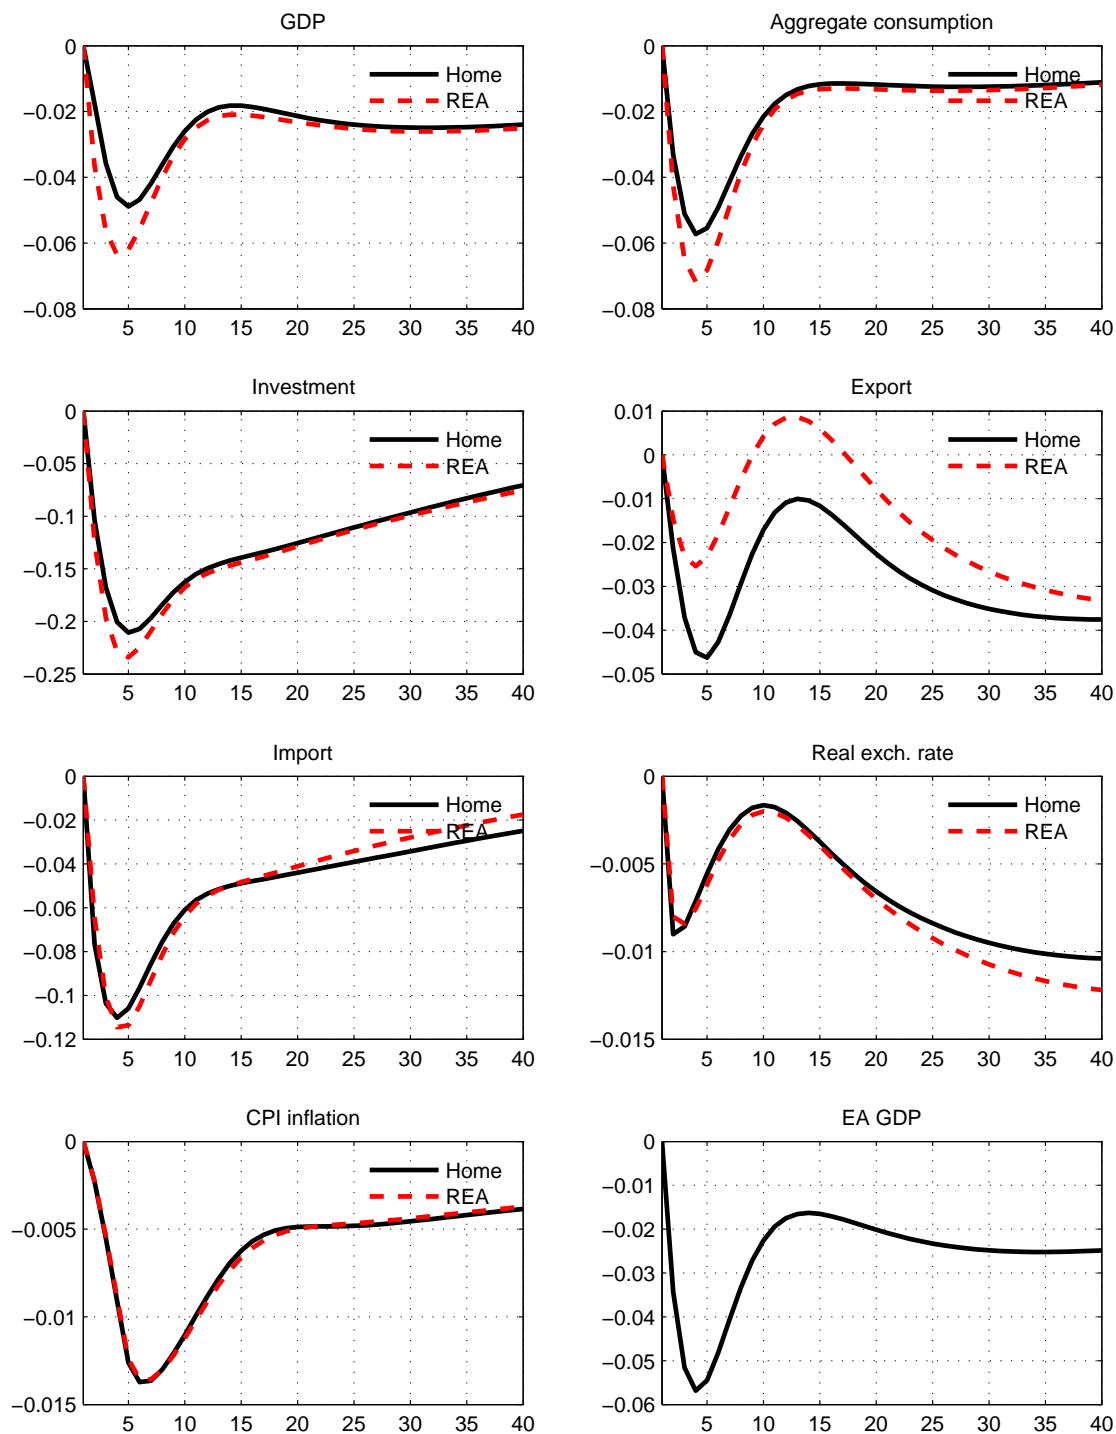 GDP
0
−0.02
−0.04
−0.06
−0.08
5 10 15 20 25 30 35 40
Home
REA
Aggregate consumption
0
−0.02
−0.04
−0.06
−0.08
5 10 15 20 25 30 35 40
Home
REA
Investment
0
−0.05
−0.1
−0.15
−0.2
−0.25
5 10 15 20 25 30 35 40
Home
REA
Export
0.01
0
−0.01
−0.02
−0.03
−0.04
−0.05
5 10 15 20 25 30 35 40
Home
REA
Import
0
−0.02
−0.04
−0.06
−0.08
−0.1
−0.12
5 10 15 20 25 30 35 40
Home
REA
Real exch. rate
0
−0.005
−0.01
−0.015
5 10 15 20 25 30 35 40
Home
REA
CPI inflation
0
−0.005
−0.01
−0.015
5 10 15 20 25 30 35 40
Home
REA
EA GDP
0
−0.01
−0.02
−0.03
−0.04
−0.05
−0.06
5 10 15 20 25 30 35 40